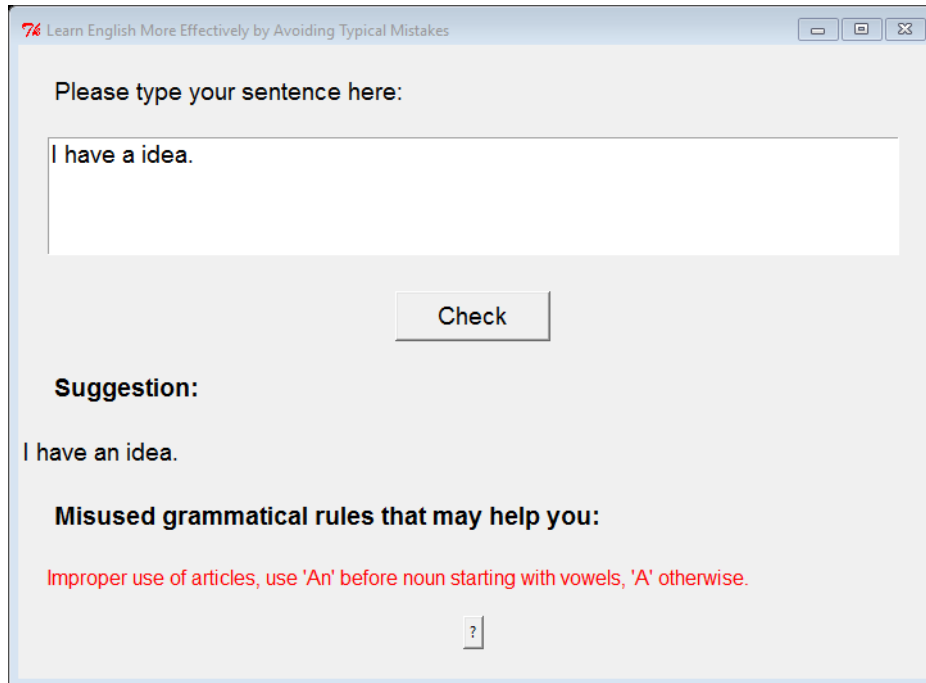 Learn English More Effectively by Avoiding Typical Mistakes
Please type your sentence here:
I have a idea.
Check
Suggestion:
I have an idea.
Misused grammatical rules that may help you:
Improper use of articles, use 'An' before noun starting with vowels, 'A' otherwise.
?